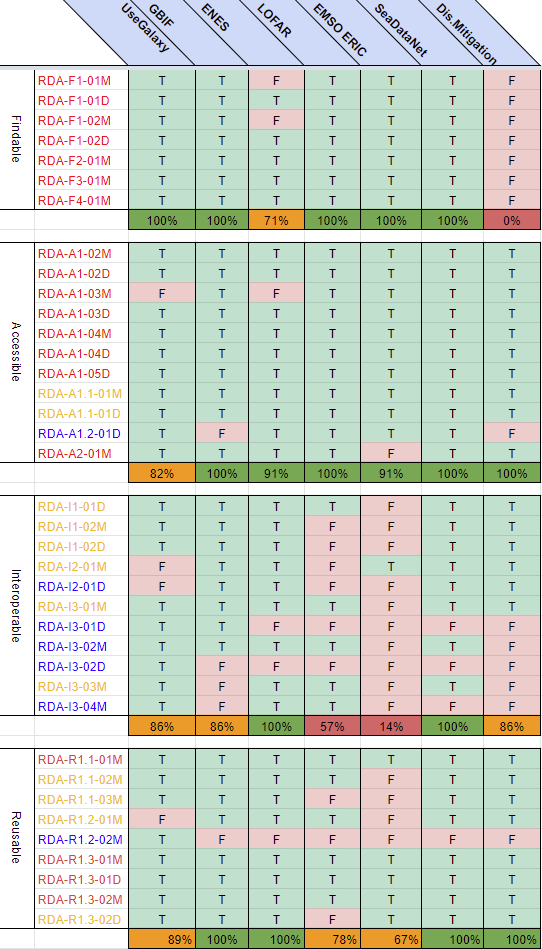 UseGalaxy
GBIF
ENES
LOFAR
EMSO ERIC
SeaDataNet
Dis.Mitigation
Findable
RDA-F1-01M T T F T T T F
RDA-F1-01D T T T T T T F
RDA-F1-02M T T F T T T F
RDA-F1-02D T T T T T T F
RDA-F2-01M T T T T T T F
RDA-F3-01M T T T T T T F
RDA-F4-01M T T T T T T F
100% 100% 71% 100% 100% 100% 0%
Accessible
RDA-A1-02M T T T T T T T
RDA-A1-02D T T T T T T T
RDA-A1-03M F T F T T T T
RDA-A1-03D T T T T T T T
RDA-A1-04M T T T T T T T
RDA-A1-04D T T T T T T T
RDA-A1-05D T T T T T T T
RDA-A1.1-01M T T T T T T T
RDA-A1.1-01D T T T T T T T
RDA-A1.2-01D T F T T T T F
RDA-A2-01M T T T T F T T
82% 100% 91% 100% 91% 100% 100%
Interoperable
RDA-I1-01D T T T T F T T
RDA-I1-02M T T T F F T T
RDA-I1-02D T T T F F T T
RDA-I2-01M F T T F T T T
RDA-I2-01D F T T F F T T
RDA-I3-01M T T T T F T T
RDA-I3-01D T T F F F F F
RDA-I3-02M T T T T F T F
RDA-I3-02D T F F F F F F
RDA-I3-03M T F T T F T F
RDA-I3-04M T F T T F F F
86% 86% 100% 57% 14% 100% 86%
Reusable
RDA-R1.1-01M T T T T T T T
RDA-R1.1-02M T T T T F T T
RDA-R1.1-03M T T T F F T T
RDA-R1.2-01M F T T T F T T
RDA-R1.2-02M T F F F F F F
RDA-R1.3-01M T T T T T T T
RDA-R1.3-01D T T T T T T T
RDA-R1.3-02M T T T T T T T
RDA-R1.3-02D T T T F T T T
89% 100% 100% 78% 67% 100% 100%